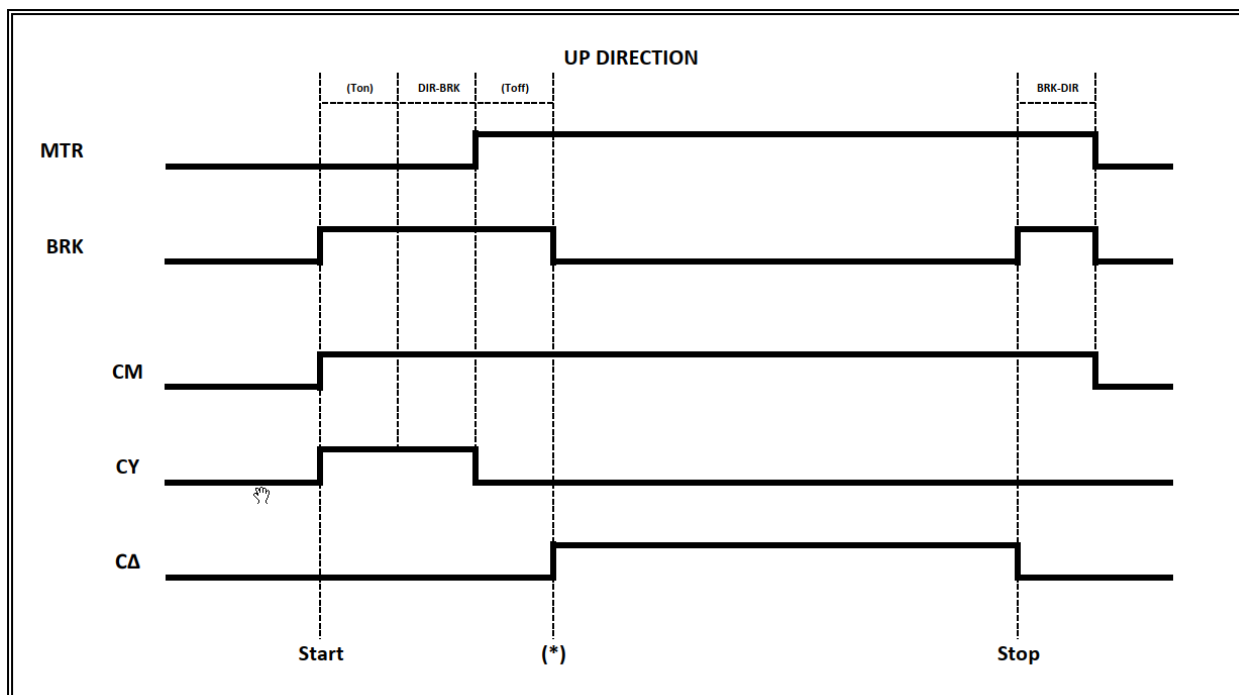 UP DIRECTION
(Ton) DIR-BRK (Toff) BRK-DIR
MTR
BRK
CM
CY
CΔ
Start (*) Stop